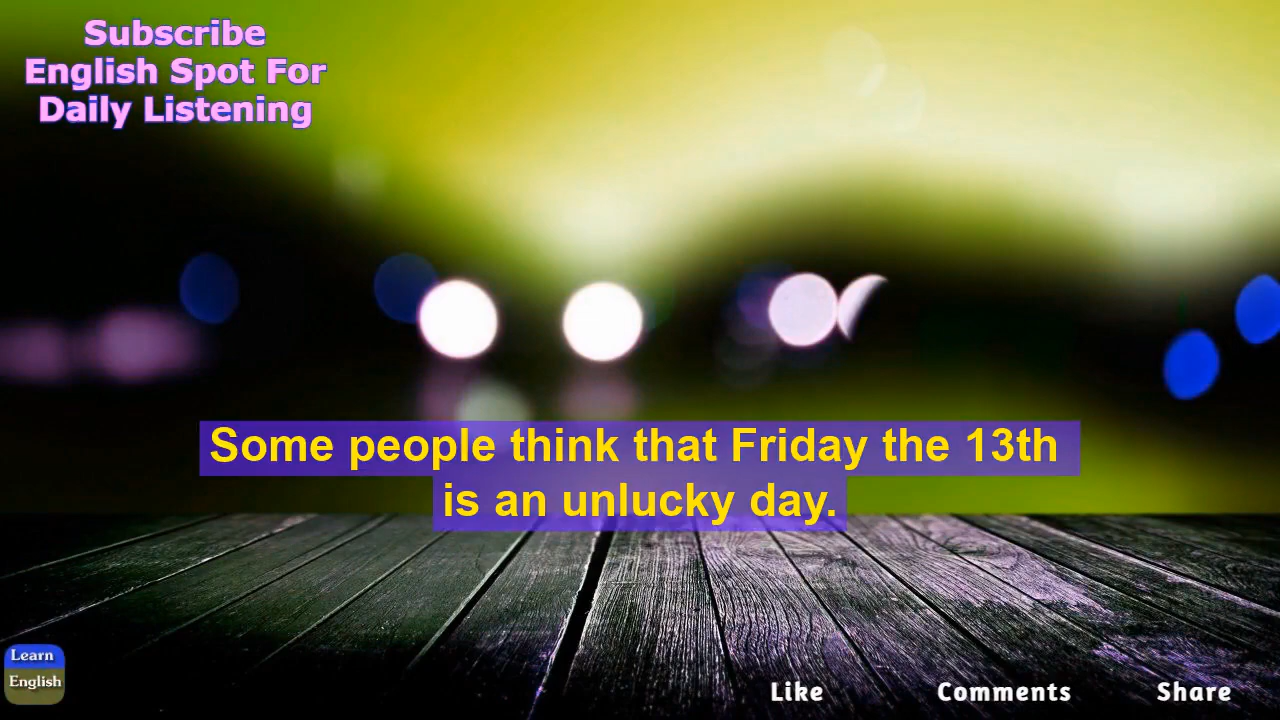 Subscribe
English Spot For
Daily Listening
Some people think that Friday the 13th
is an unlucky day.
Learn
English
Like
Comments
Share